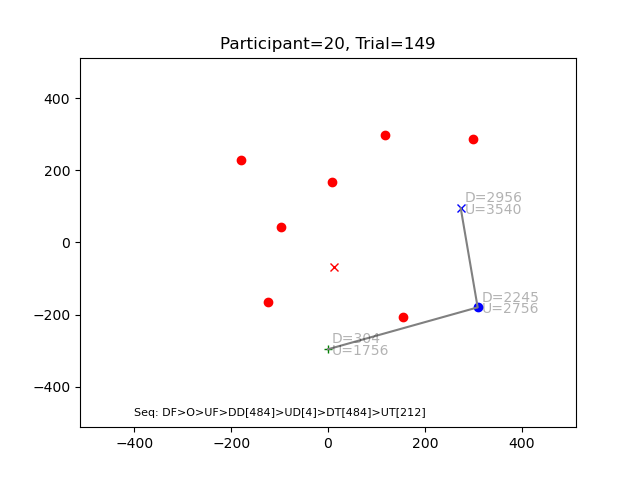 Participant=20, Trial=149
400
200
0
−200
−400
D=2956
U=3540
D=2245
U=2756
D=304
U=1756
Seq: DF>O>UF>DD[484]>UD[4]>DT[484]>UT[212]
−400
−200
0
200
400